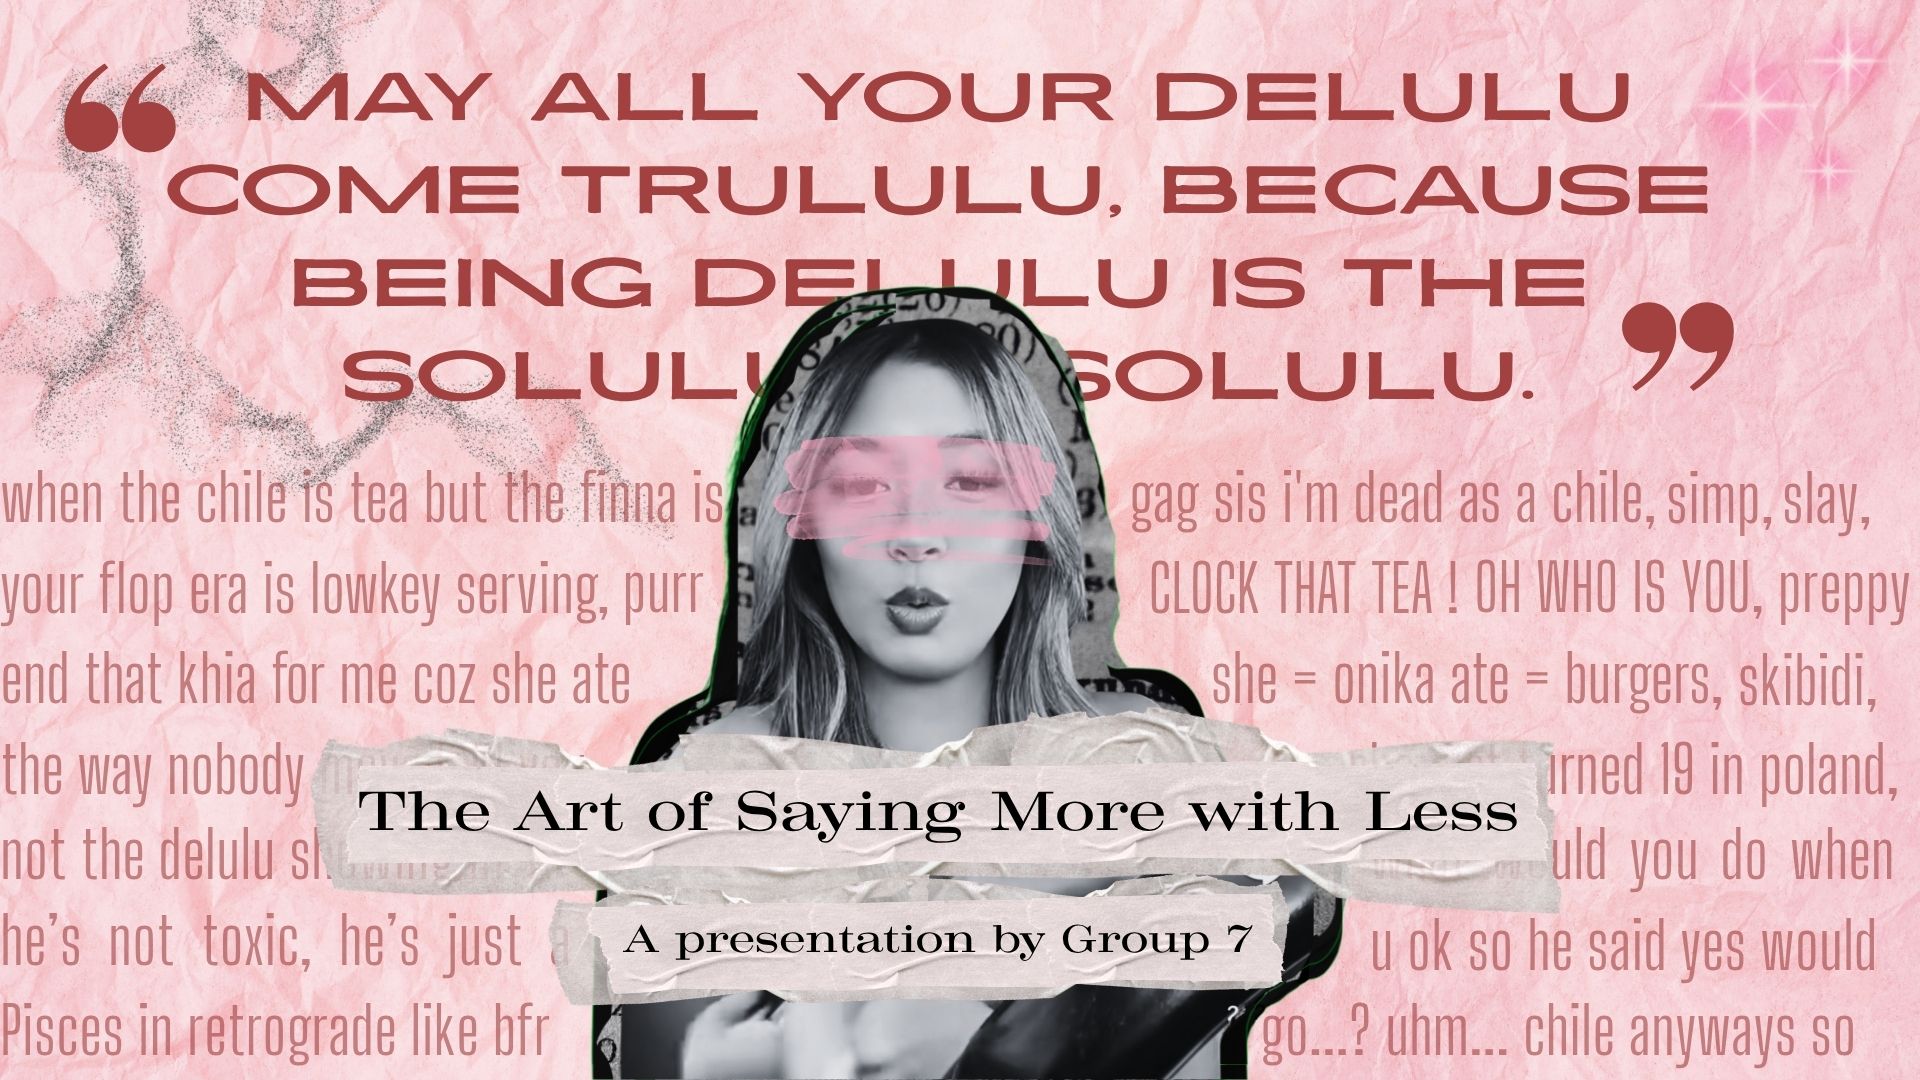 “ MAY ALL YOUR DELULU
COME TRULULU, BECAUSE
BEING DELULU IS THE
SOLULU SOLULU. ”
when the chile is tea but the finna is
your flop era is lowkey serving, purr
end that khia for me coz she ate
the way nobody
not the delulu showing
he’s not toxic, he’s just a
Pisces in retrograde like bfr
gag sis i'm dead as a chile, simp, slay,
CLOCK THAT TEA ! OH WHO IS YOU, preppy
she = onika ate = burgers, skibidi,
turned 19 in poland,
what would you do when
u ok so he said yes would
go...? uhm... chile anyways so
The Art of Saying More with Less
A presentation by Group 7